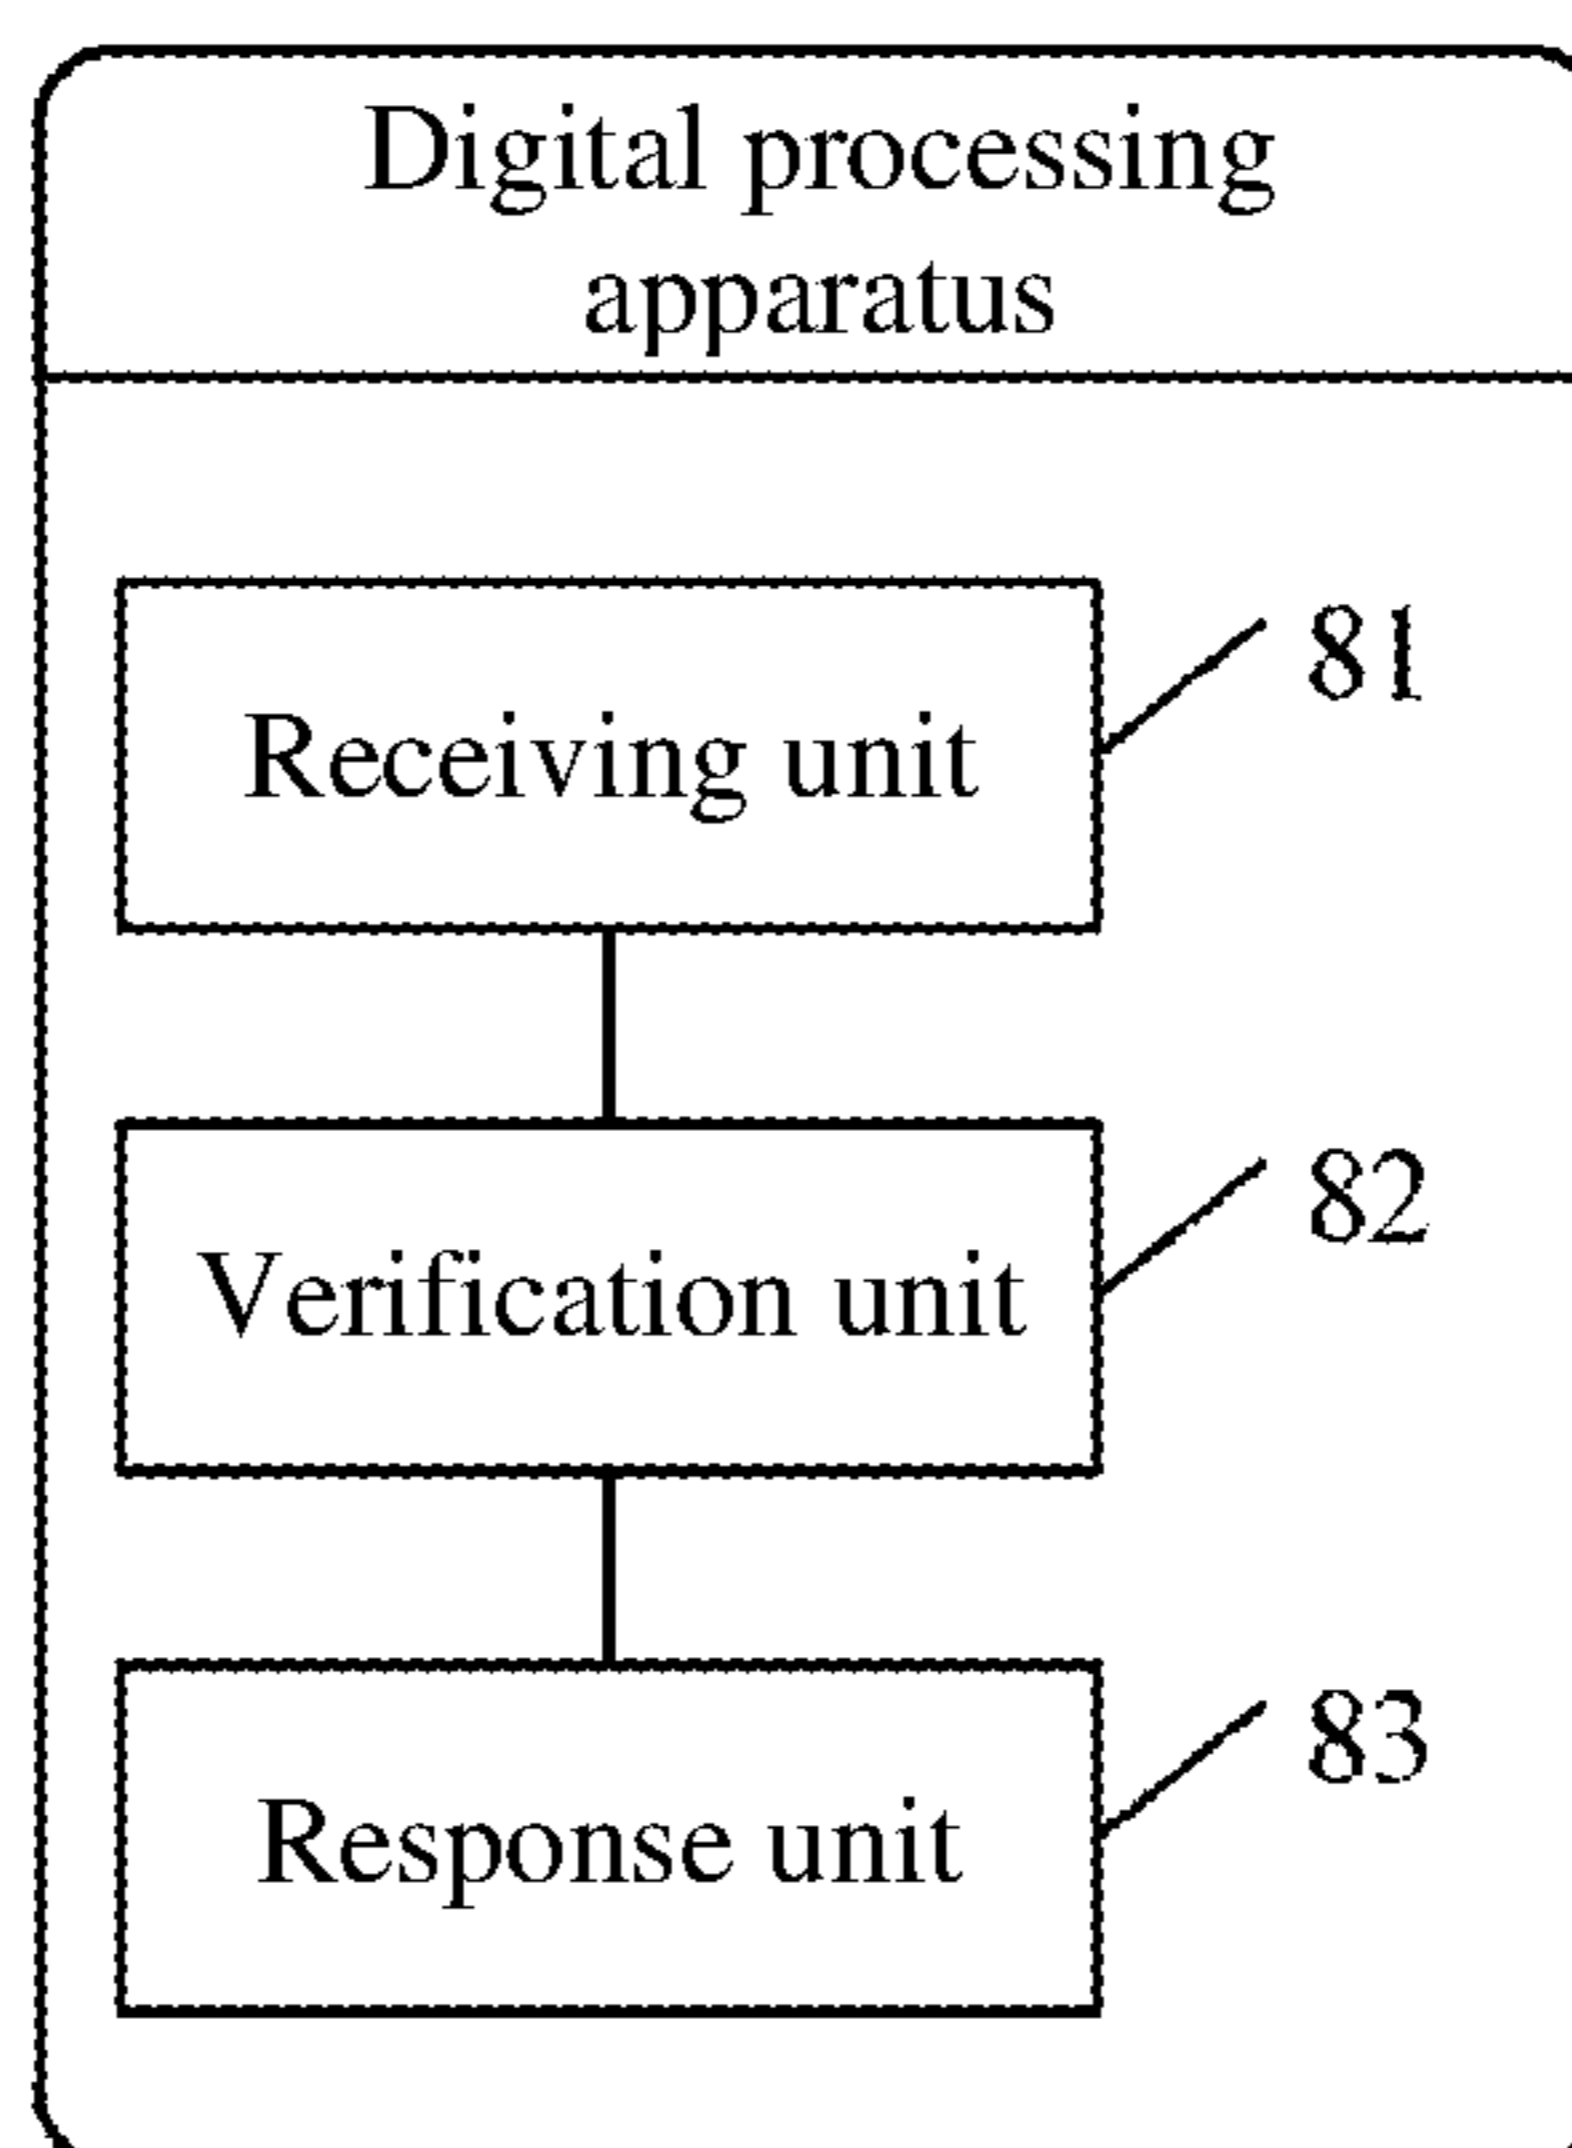 Digital processing
apparatus
Receiving unit
81
Verification unit
82
Response unit
83